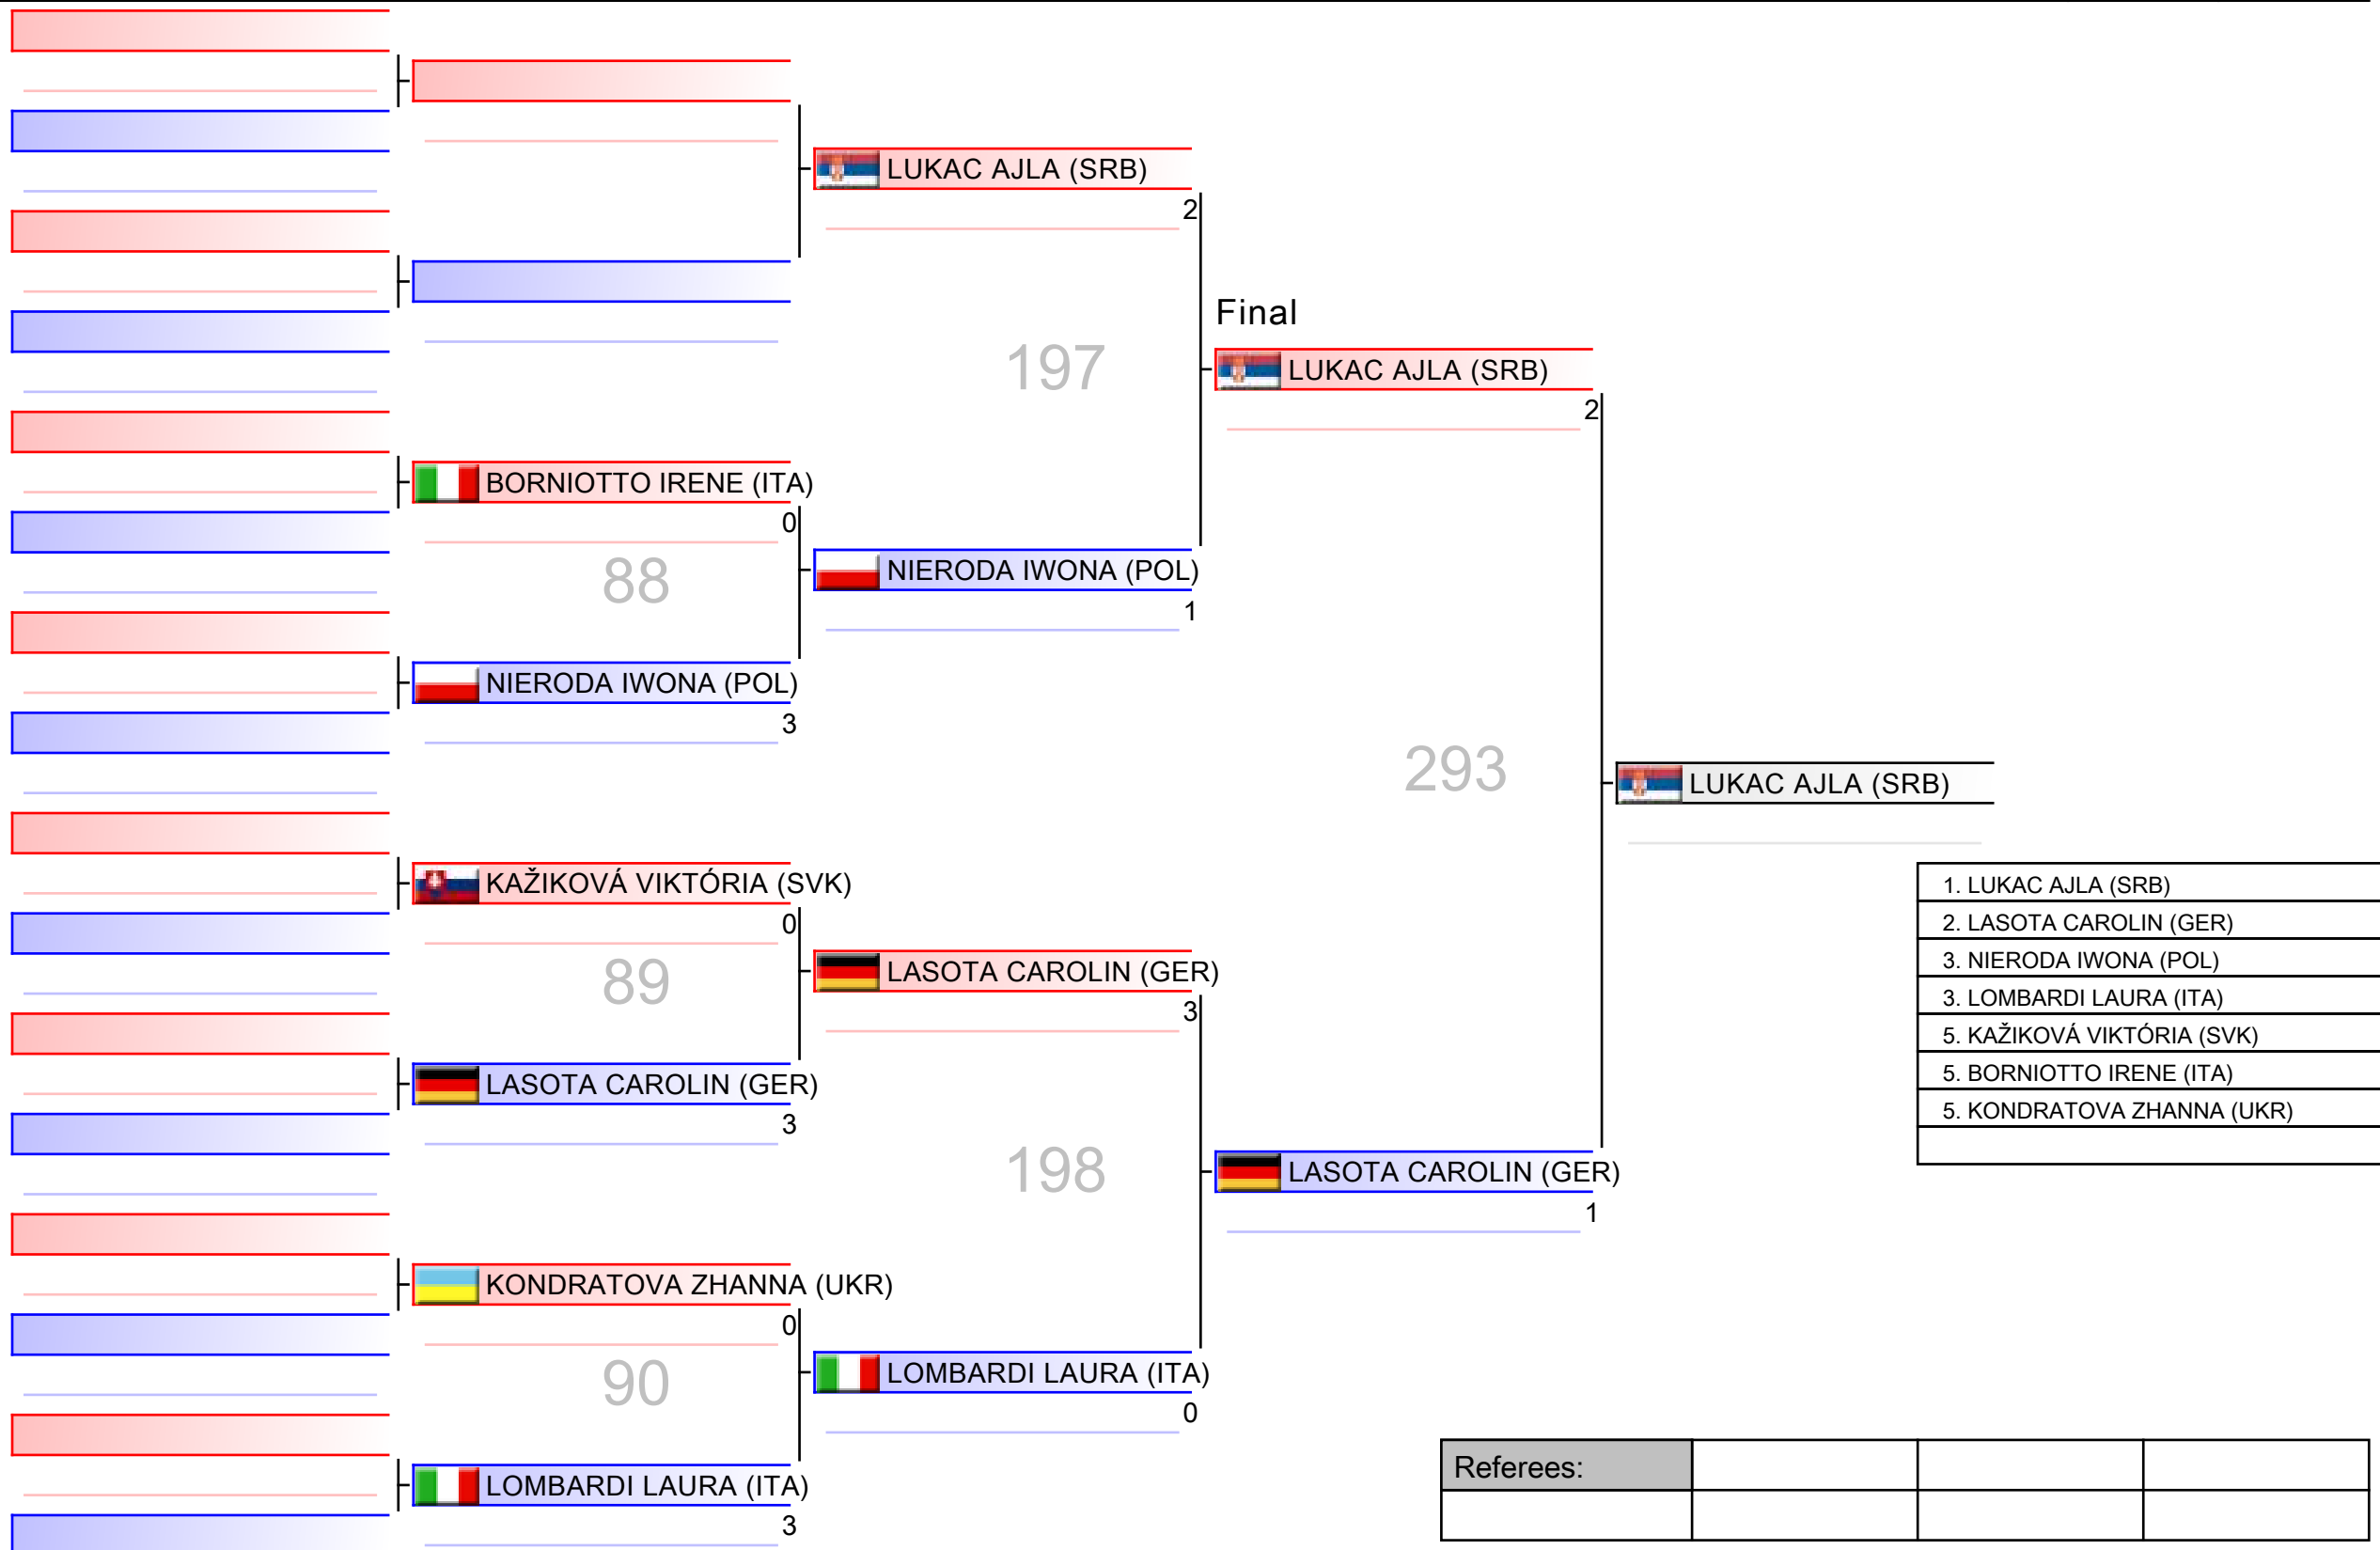 LUKAC AJLA (SRB)
2
197
BORNIOTTO IRENE (ITA)
0
88
NIERODA IWONA (POL)
3
NIERODA IWONA (POL)
1
Final
LUKAC AJLA (SRB)
2
293
LUKAC AJLA (SRB)
KAŽIKOVÁ VIKTÓRIA (SVK)
0
89
LASOTA CAROLIN (GER)
3
LASOTA CAROLIN (GER)
3
198
LASOTA CAROLIN (GER)
1
KONDRATOVA ZHANNA (UKR)
0
90
LOMBARDI LAURA (ITA)
3
LOMBARDI LAURA (ITA)
0
1. LUKAC AJLA (SRB)
2. LASOTA CAROLIN (GER)
3. NIERODA IWONA (POL)
3. LOMBARDI LAURA (ITA)
5. KAŽIKOVÁ VIKTÓRIA (SVK)
5. BORNIOTTO IRENE (ITA)
5. KONDRATOVA ZHANNA (UKR)
Referees: